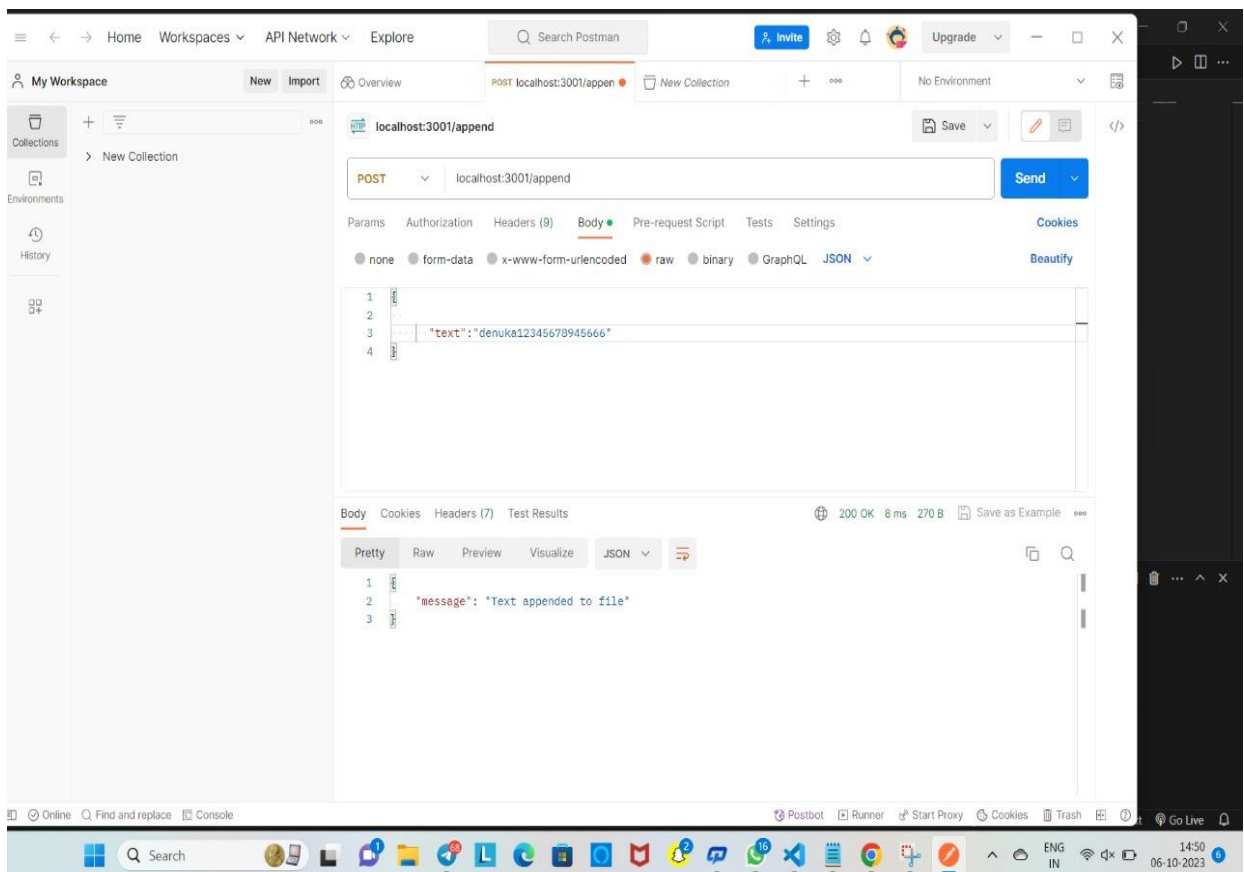 Home Workspaces API Network Explore Search Postman Invite Upgrade
My Workspace New Import Overview POST localhost:3001/appen New Collection No Environment
Collections
Environments
History
New Collection
HTTP localhost:3001/append Save
POST localhost:3001/append Send
Params Authorization Headers (9) Body Pre-request Script Tests Settings Cookies
none form-data x-www-form-urlencoded raw binary GraphQL JSON Beautify
1 {
2
3 "text":"denuka12345678945666"
4 }
Body Cookies Headers (7) Test Results 200 OK 8 ms 270 B Save as Example
Pretty Raw Preview Visualize JSON
1 {
2 "message": "Text appended to file"
3 }
Online Find and replace Console Postbot Runner Start Proxy Cookies Trash Go Live
Search 68 2 16 ENG 14:50
IN 06-10-2023 6